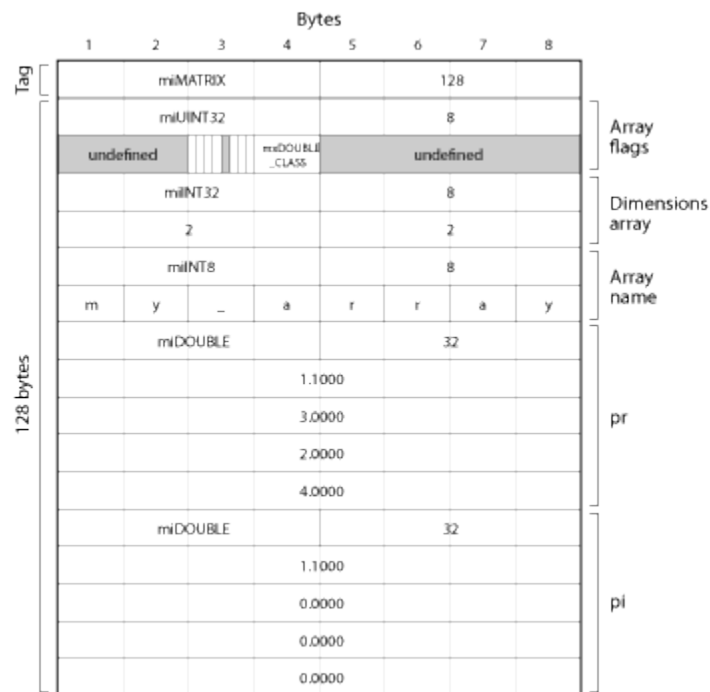 Bytes
1 2 3 4 5 6 7 8
Tag
miMATRIX 128
miUINT32 8
Array flags
undefined mxDOUBLE_CLASS undefined
miINT32 8
Dimensions array
2 2
miINT8 8
Array name
m y _ a r r a y
miDOUBLE 32
1.1000
3.0000
pr
2.0000
4.0000
128 bytes
miDOUBLE 32
1.1000
0.0000
pi
0.0000
0.0000